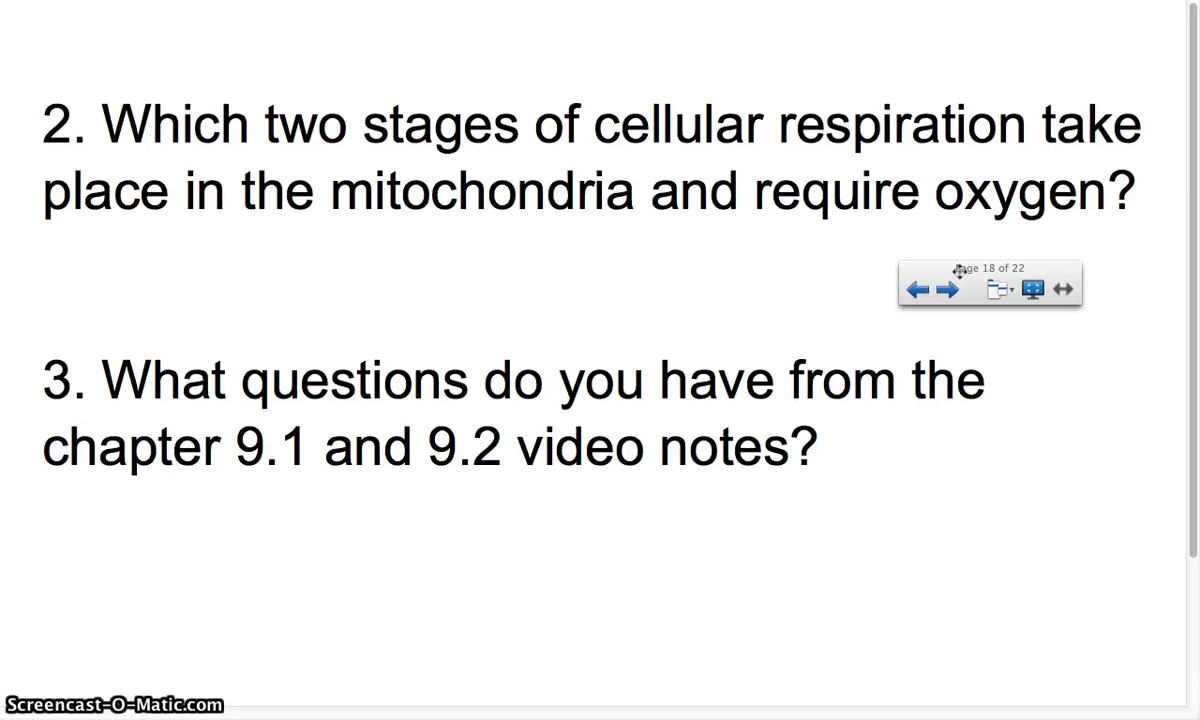 2. Which two stages of cellular respiration take
place in the mitochondria and require oxygen?
Page 18 of 22
3. What questions do you have from the
chapter 9.1 and 9.2 video notes?
Screencast-O-Matic.com